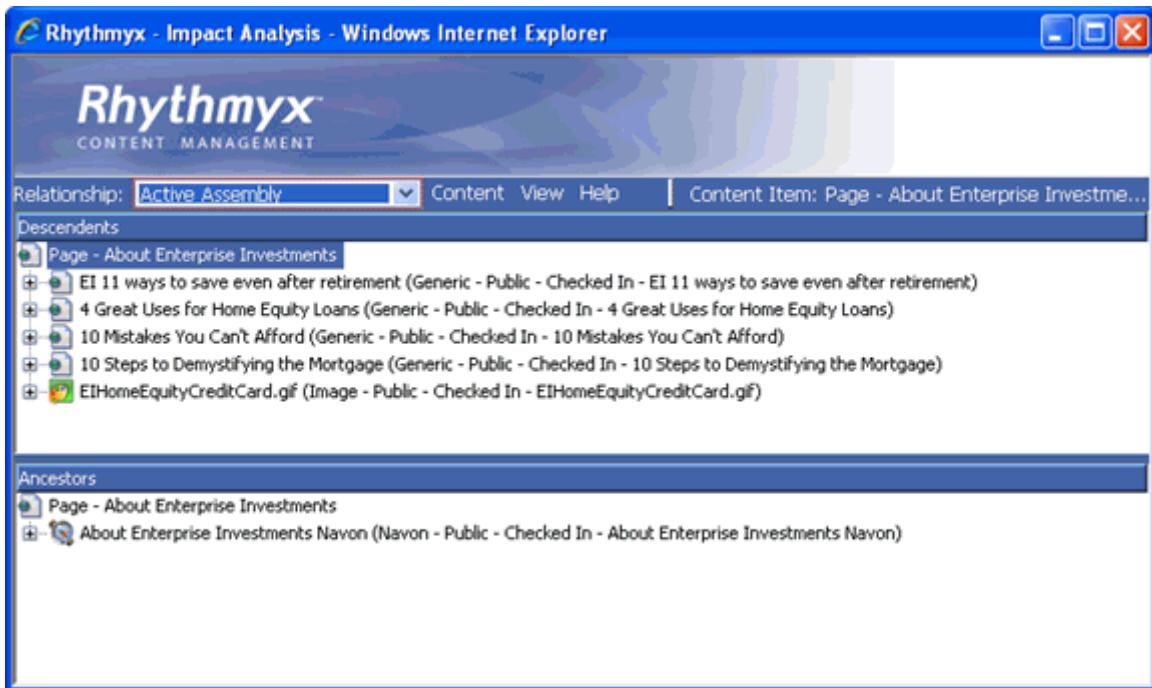 Rhythmyx - Impact Analysis - Windows Internet Explorer
Rhythmyx
CONTENT MANAGEMENT
Relationship: Active Assembly Content View Help Content Item: Page - About Enterprise Investme...
Descendents
Page - About Enterprise Investments
EI 11 ways to save even after retirement (Generic - Public - Checked In - EI 11 ways to save even after retirement)
4 Great Uses for Home Equity Loans (Generic - Public - Checked In - 4 Great Uses for Home Equity Loans)
10 Mistakes You Can't Afford (Generic - Public - Checked In - 10 Mistakes You Can't Afford)
10 Steps to Demystifying the Mortgage (Generic - Public - Checked In - 10 Steps to Demystifying the Mortgage)
EIHomeEquityCreditCard.gif (Image - Public - Checked In - EIHomeEquityCreditCard.gif)
Ancestors
Page - About Enterprise Investments
About Enterprise Investments Navon (Navon - Public - Checked In - About Enterprise Investments Navon)